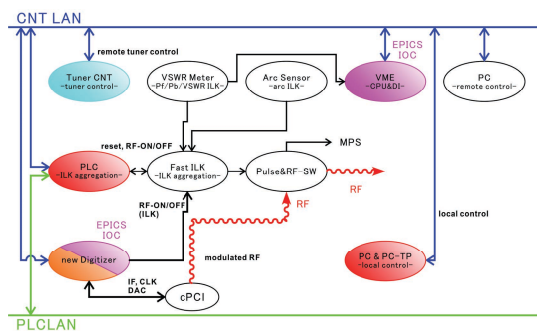 CNT LAN
remote tuner control
EPICS
IOC
Tuner CNT
-tuner control-
VSWR Meter
-Pf/Pb/VSWR ILK-
Arc Sensor
-arc ILK-
VME
-CPU&DI-
PC
-remote control-
reset, RF-ON/OFF
MPS
PLC
-ILK aggregation-
Fast ILK
-ILK aggregation-
Pulse&RF-SW
RF
RF-ON/OFF
(ILK)
RF
EPICS
IOC
local control
new Digitizer
modulated RF
PC & PC-TP
-local control-
IF, CLK
DAC
cPCI
PLCLAN